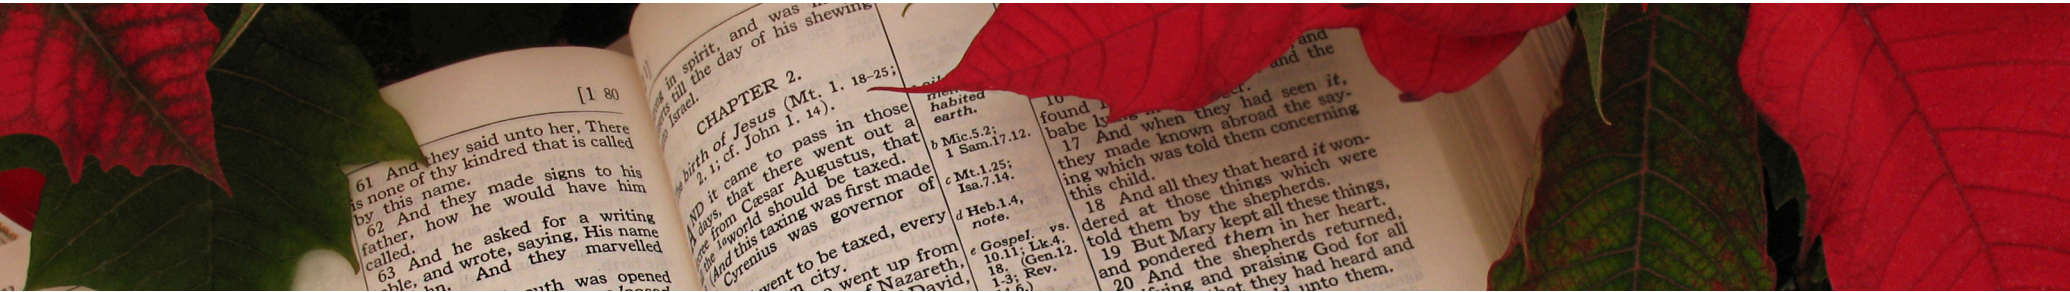 [1 80
61 And they said unto her, There
is none of thy kindred that is called
by this name.
62 And they made signs to his
father, how he would have him
called.
63 And he asked for a writing
and wrote, saying, His name
And they marvelled
was opened
in spirit, and was
till the day of his shewing
Israel.
CHAPTER 2.
birth of Jesus (Mt. 1. 18–25;
2. 1; cf. John 1. 14).
AND it came to pass in those
days, that there went out a
from Cæsar Augustus, that
the world should be taxed.
(And this taxing was first made
Cyrenius was governor of
went to be taxed, every
city.
went up from
Nazareth,
David,
habited
earth.
b Mic.5.2;
1 Sam.17.12.
c Mt.1.25;
Isa.7.14.
d Heb.1.4,
note.
e Gospel. vs.
10.11; Lk.4.
18. (Gen.12.
1-3; Rev.
and
and the
16
found
babe
17 And when they had seen it,
they made known abroad the say-
ing which was told them concerning
this child.
18 And all they that heard it won-
dered at those things which were
told them by the shepherds.
19 But Mary kept all these things,
and pondered them in her heart.
20 And the shepherds returned,
and praising God for all
that they had heard and
unto them.